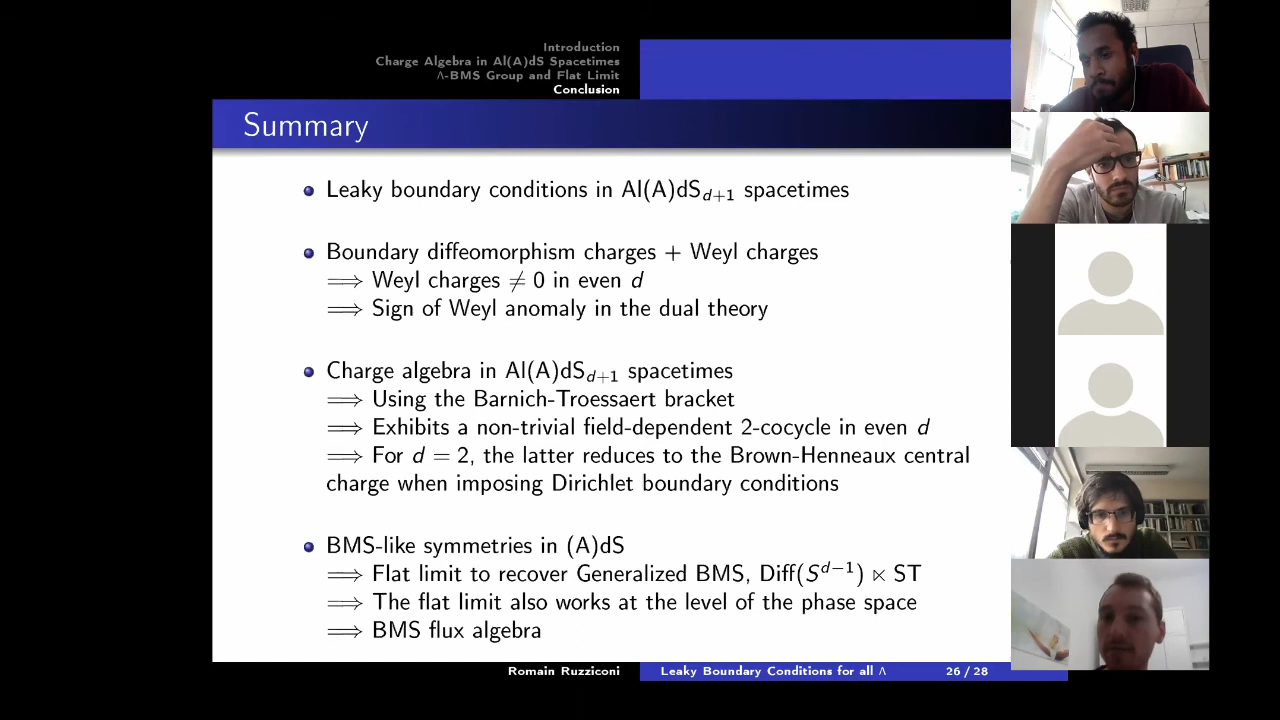 Introduction
Charge Algebra in Al(A)dS Spacetimes
Λ-BMS Group and Flat Limit
Conclusion
Summary
Leaky boundary conditions in Al(A)dS_{d+1} spacetimes
Boundary diffeomorphism charges + Weyl charges
⟹ Weyl charges ≠ 0 in even d
⟹ Sign of Weyl anomaly in the dual theory
Charge algebra in Al(A)dS_{d+1} spacetimes
⟹ Using the Barnich-Troessaert bracket
⟹ Exhibits a non-trivial field-dependent 2-cocycle in even d
⟹ For d = 2, the latter reduces to the Brown-Henneaux central
charge when imposing Dirichlet boundary conditions
BMS-like symmetries in (A)dS
⟹ Flat limit to recover Generalized BMS, Diff(S^{d−1}) ⋉ ST
⟹ The flat limit also works at the level of the phase space
⟹ BMS flux algebra
Romain Ruzziconi
Leaky Boundary Conditions for all Λ
26 / 28